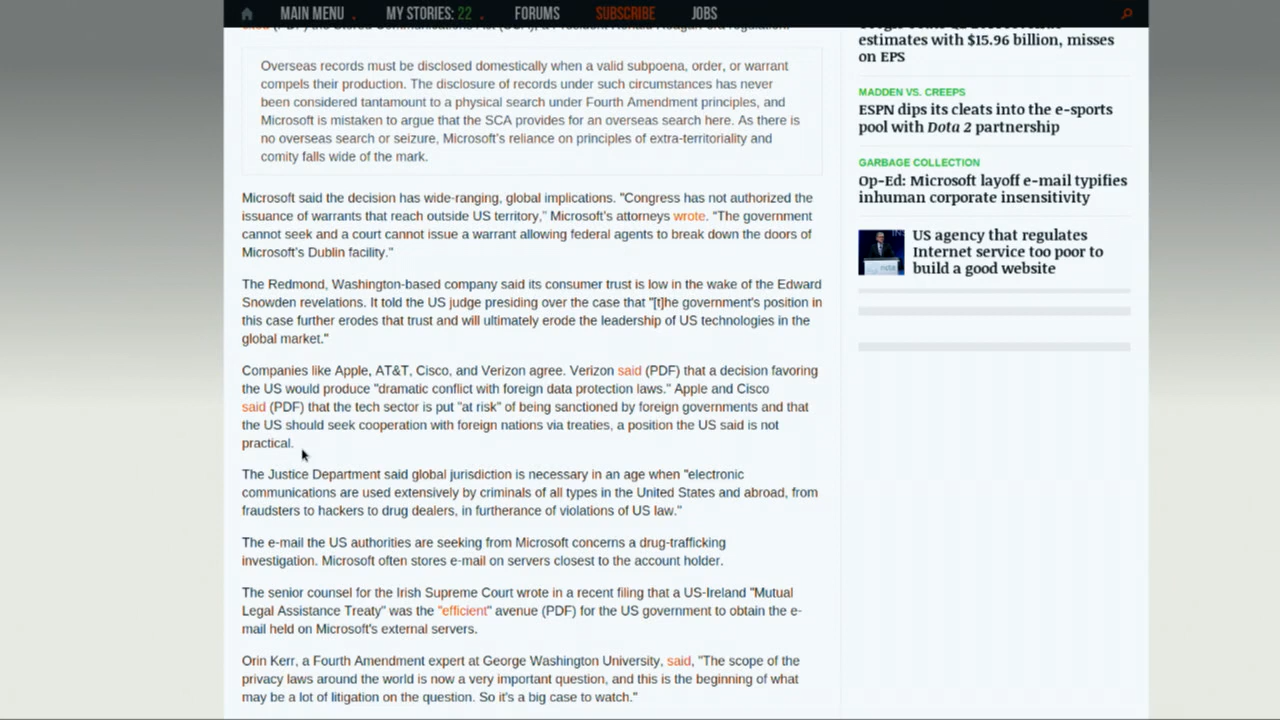 MAIN MENU
MY STORIES: 22
FORUMS
SUBSCRIBE
JOBS
Overseas records must be disclosed domestically when a valid subpoena, order, or warrant
compels their production. The disclosure of records under such circumstances has never
been considered tantamount to a physical search under Fourth Amendment principles, and
Microsoft is mistaken to argue that the SCA provides for an overseas search here. As there is
no overseas search or seizure, Microsoft's reliance on principles of extra-territoriality and
comity falls wide of the mark.
Microsoft said the decision has wide-ranging, global implications. "Congress has not authorized the
issuance of warrants that reach outside US territory," Microsoft's attorneys wrote. "The government
cannot seek and a court cannot issue a warrant allowing federal agents to break down the doors of
Microsoft's Dublin facility."
The Redmond, Washington-based company said its consumer trust is low in the wake of the Edward
Snowden revelations. It told the US judge presiding over the case that "[t]he government's position in
this case further erodes that trust and will ultimately erode the leadership of US technologies in the
global market."
Companies like Apple, AT&T, Cisco, and Verizon agree. Verizon said (PDF) that a decision favoring
the US would produce "dramatic conflict with foreign data protection laws." Apple and Cisco
said (PDF) that the tech sector is put "at risk" of being sanctioned by foreign governments and that
the US should seek cooperation with foreign nations via treaties, a position the US said is not
practical.
The Justice Department said global jurisdiction is necessary in an age when "electronic
communications are used extensively by criminals of all types in the United States and abroad, from
fraudsters to hackers to drug dealers, in furtherance of violations of US law."
The e-mail the US authorities are seeking from Microsoft concerns a drug-trafficking
investigation. Microsoft often stores e-mail on servers closest to the account holder.
The senior counsel for the Irish Supreme Court wrote in a recent filing that a US-Ireland "Mutual
Legal Assistance Treaty" was the "efficient" avenue (PDF) for the US government to obtain the e-
mail held on Microsoft's external servers.
Orin Kerr, a Fourth Amendment expert at George Washington University, said, "The scope of the
privacy laws around the world is now a very important question, and this is the beginning of what
may be a lot of litigation on the question. So it's a big case to watch."
estimates with $15.96 billion, misses
on EPS
MADDEN VS. CREEPS
ESPN dips its cleats into the e-sports
pool with Dota 2 partnership
GARBAGE COLLECTION
Op-Ed: Microsoft layoff e-mail typifies
inhuman corporate insensitivity
US agency that regulates
Internet service too poor to
build a good website